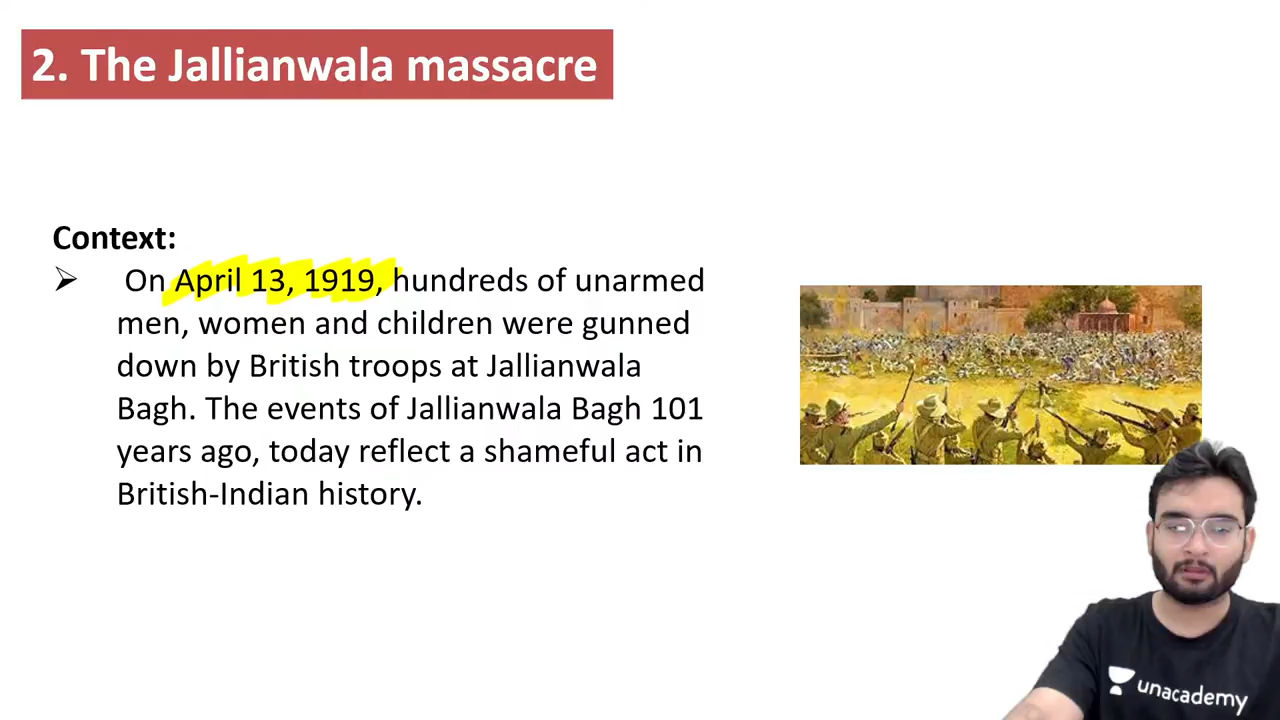 2. The Jallianwala massacre
Context:
➢ On April 13, 1919, hundreds of unarmed
men, women and children were gunned
down by British troops at Jallianwala
Bagh. The events of Jallianwala Bagh 101
years ago, today reflect a shameful act in
British-Indian history.
unacademy